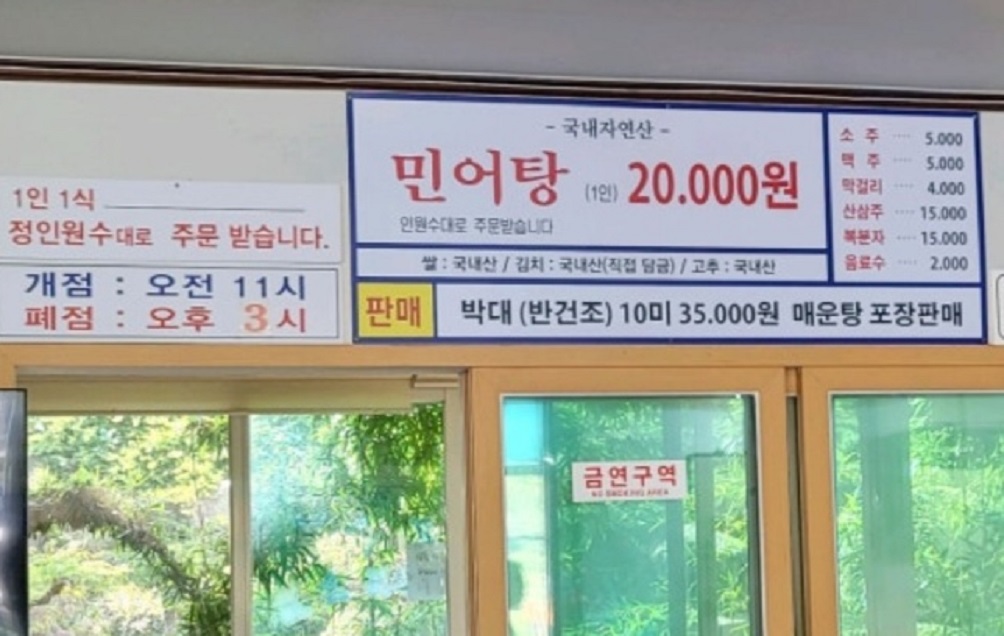 1인 1식
정인원수대로 주문 받습니다.
개점 : 오전 11시
폐점 : 오후 3시
- 국내자연산 -
민어탕 (1인) 20.000원
인원수대로 주문받습니다
쌀 : 국내산 / 김치 : 국내산(직접 담금) / 고추 : 국내산
소 주 ···· 5.000
맥 주 ···· 5.000
막걸리 ···· 4.000
산삼주 ···· 15.000
복분자 ···· 15.000
음료수 ···· 2.000
판매 박대 (반건조) 10미 35.000원 매운탕 포장판매
금연구역
NO SMOKING AREA